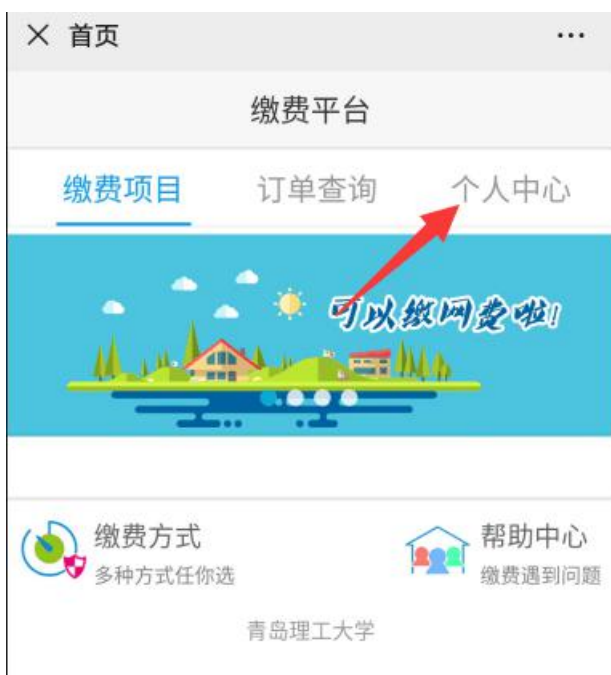 首页
缴费平台
缴费项目 订单查询 个人中心
可以缴网费啦!
缴费方式
多种方式任你选
帮助中心
缴费遇到问题
青岛理工大学